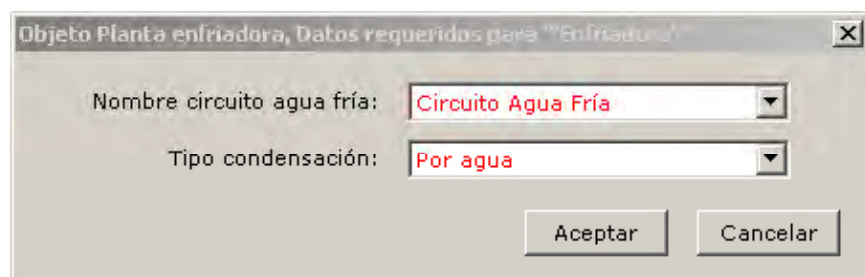 Objeto Planta enfriadora, Datos requeridos para "Enfriadora"
Nombre circuito agua fría: Circuito Agua Fría
Tipo condensación: Por agua
Aceptar Cancelar